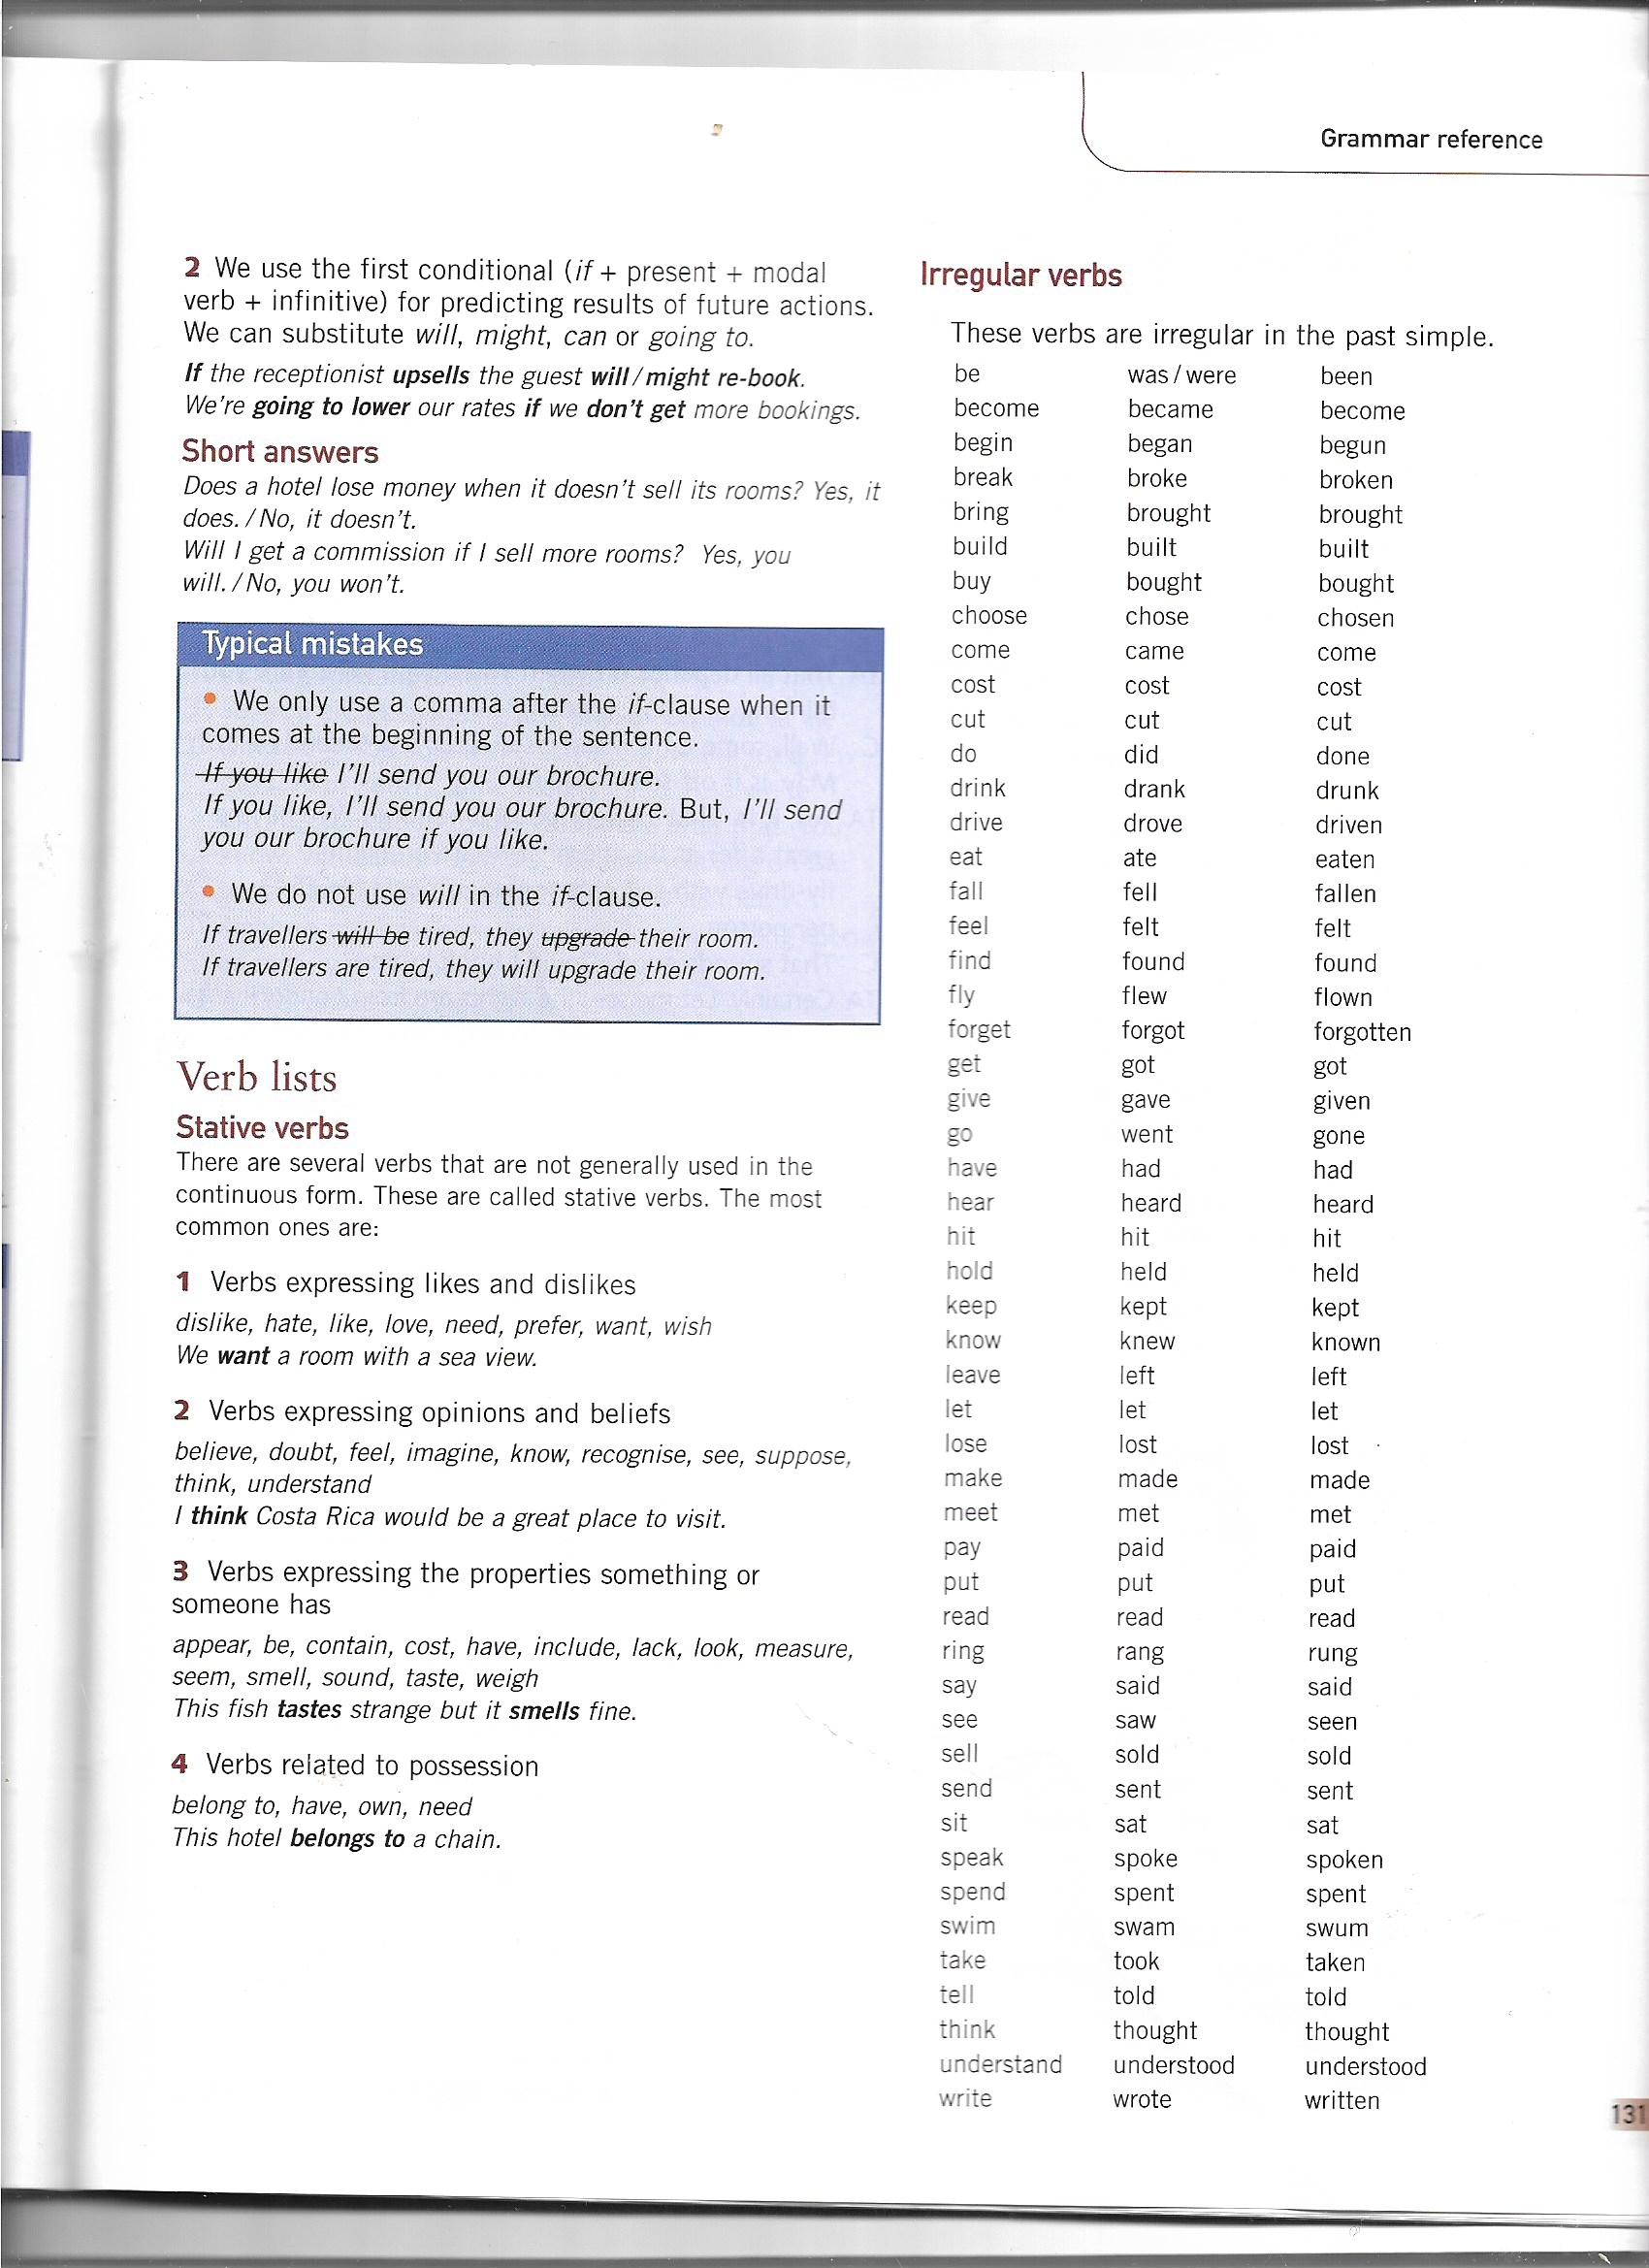 Grammar reference
2 We use the first conditional (if + present + modal
verb + infinitive) for predicting results of future actions.
We can substitute will, might, can or going to.
If the receptionist upsells the guest will / might re-book.
We're going to lower our rates if we don't get more bookings.
Short answers
Does a hotel lose money when it doesn't sell its rooms? Yes, it
does. / No, it doesn't.
Will I get a commission if I sell more rooms? Yes, you
will. / No, you won't.
Typical mistakes
• We only use a comma after the if-clause when it
comes at the beginning of the sentence.
If you like I'll send you our brochure.
If you like, I'll send you our brochure. But, I'll send
you our brochure if you like.
• We do not use will in the if-clause.
If travellers will be tired, they upgrade their room.
If travellers are tired, they will upgrade their room.
Verb lists
Stative verbs
There are several verbs that are not generally used in the
continuous form. These are called stative verbs. The most
common ones are:
1 Verbs expressing likes and dislikes
dislike, hate, like, love, need, prefer, want, wish
We want a room with a sea view.
2 Verbs expressing opinions and beliefs
believe, doubt, feel, imagine, know, recognise, see, suppose,
think, understand
I think Costa Rica would be a great place to visit.
3 Verbs expressing the properties something or
someone has
appear, be, contain, cost, have, include, lack, look, measure,
seem, smell, sound, taste, weigh
This fish tastes strange but it smells fine.
4 Verbs related to possession
belong to, have, own, need
This hotel belongs to a chain.
Irregular verbs
These verbs are irregular in the past simple.
be was / were been
become became become
begin began begun
break broke broken
bring brought brought
build built built
buy bought bought
choose chose chosen
come came come
cost cost cost
cut cut cut
do did done
drink drank drunk
drive drove driven
eat ate eaten
fall fell fallen
feel felt felt
find found found
fly flew flown
forget forgot forgotten
get got got
give gave given
go went gone
have had had
hear heard heard
hit hit hit
hold held held
keep kept kept
know knew known
leave left left
let let let
lose lost lost
make made made
meet met met
pay paid paid
put put put
read read read
ring rang rung
say said said
see saw seen
sell sold sold
send sent sent
sit sat sat
speak spoke spoken
spend spent spent
swim swam swum
take took taken
tell told told
think thought thought
understand understood understood
write wrote written
131